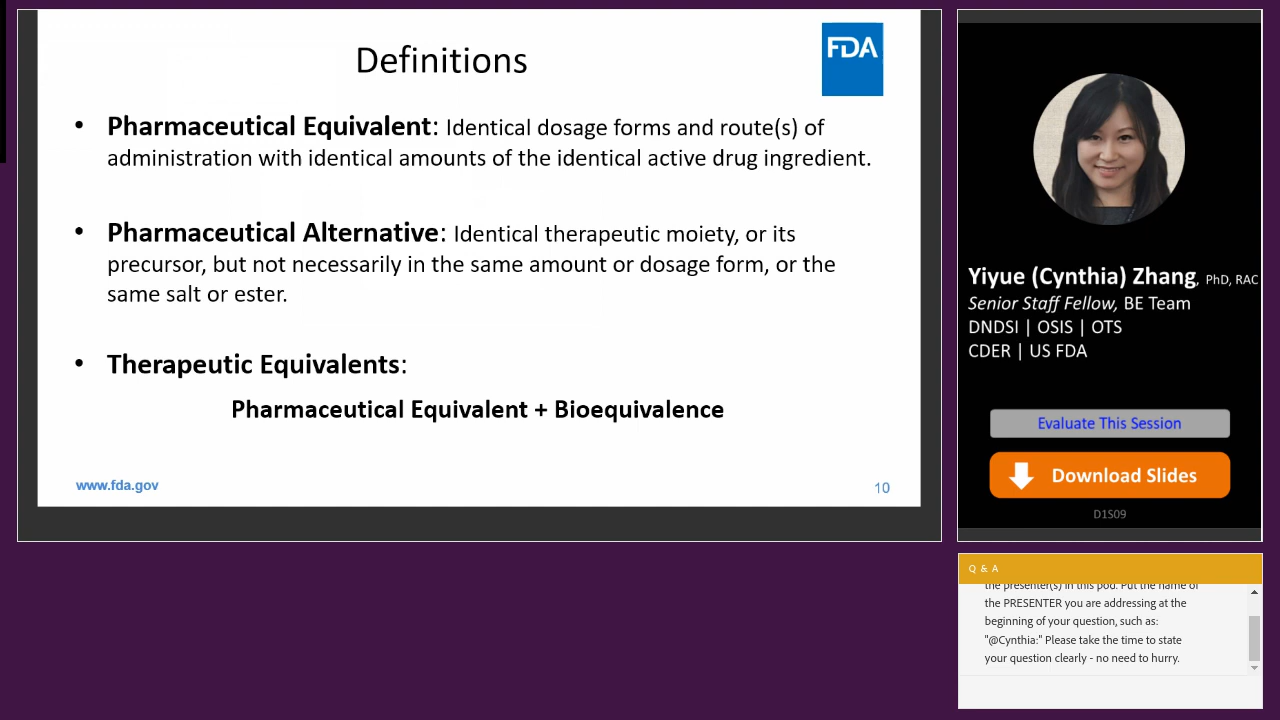 Definitions
FDA
• Pharmaceutical Equivalent: Identical dosage forms and route(s) of
administration with identical amounts of the identical active drug ingredient.
• Pharmaceutical Alternative: Identical therapeutic moiety, or its
precursor, but not necessarily in the same amount or dosage form, or the
same salt or ester.
• Therapeutic Equivalents:
Pharmaceutical Equivalent + Bioequivalence
www.fda.gov
10
Yiyue (Cynthia) Zhang, PhD, RAC
Senior Staff Fellow, BE Team
DNDSI | OSIS | OTS
CDER | US FDA
Evaluate This Session
Download Slides
D1S09
Q & A
the presenter(s) in this pod. Put the name of
the PRESENTER you are addressing at the
beginning of your question, such as:
"@Cynthia:" Please take the time to state
your question clearly - no need to hurry.